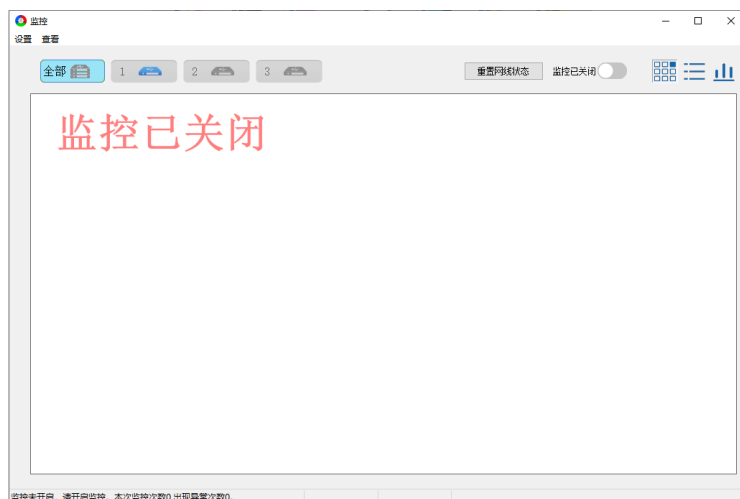 监控
设置 查看
全部 1 2 3 重置网线状态 监控已关闭
监控已关闭
监控未开启，请开启监控。本次监控次数0,出现异常次数0.